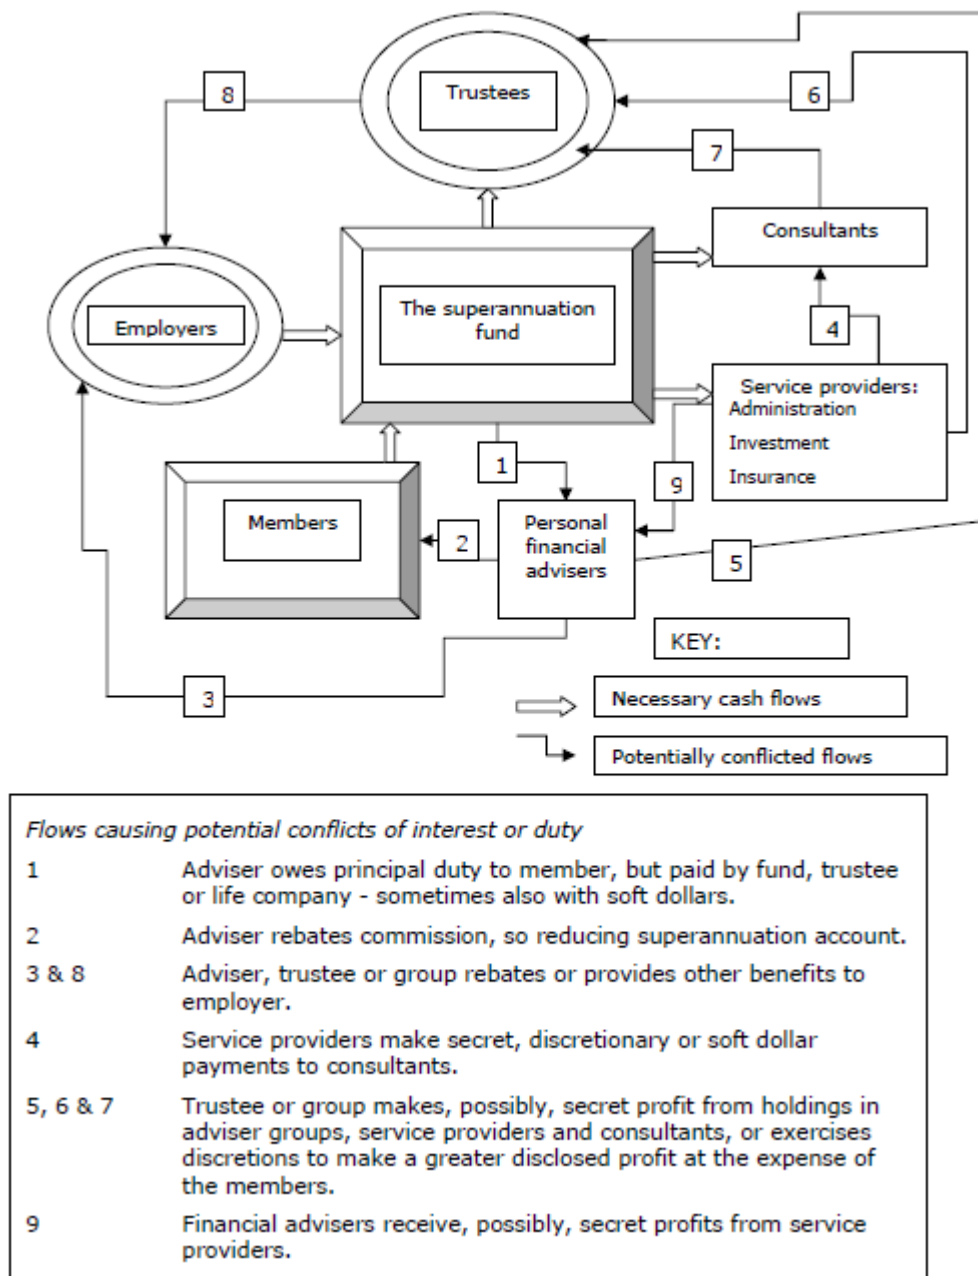 Trustees
8
6
7
Consultants
The superannuation
fund
Employers
4
Service providers:
Administration
Investment
Insurance
1
9
Members
2
Personal
financial
advisers
5
KEY:
3
Necessary cash flows
Potentially conflicted flows
Flows causing potential conflicts of interest or duty
1 Adviser owes principal duty to member, but paid by fund, trustee
or life company - sometimes also with soft dollars.
2 Adviser rebates commission, so reducing superannuation account.
3 & 8 Adviser, trustee or group rebates or provides other benefits to
employer.
4 Service providers make secret, discretionary or soft dollar
payments to consultants.
5, 6 & 7 Trustee or group makes, possibly, secret profit from holdings in
adviser groups, service providers and consultants, or exercises
discretions to make a greater disclosed profit at the expense of
the members.
9 Financial advisers receive, possibly, secret profits from service
providers.